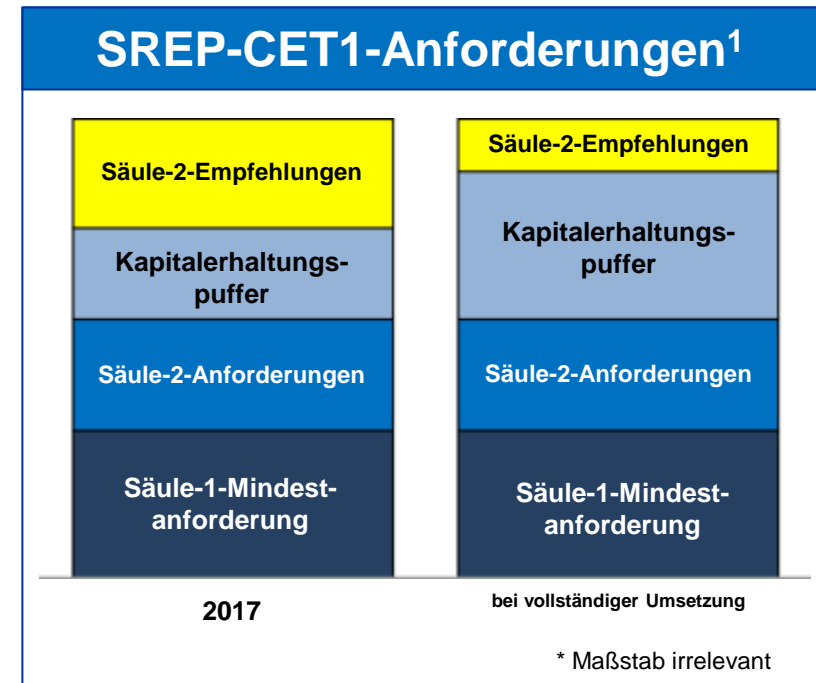 SREP-CET1-Anforderungen¹
Säule-2-Empfehlungen
Kapitalerhaltungs-
puffer
Säule-2-Anforderungen
Säule-1-Mindest-
anforderung
2017
Säule-2-Empfehlungen
Kapitalerhaltungs-
puffer
Säule-2-Anforderungen
Säule-1-Mindest-
anforderung
bei vollständiger Umsetzung
* Maßstab irrelevant